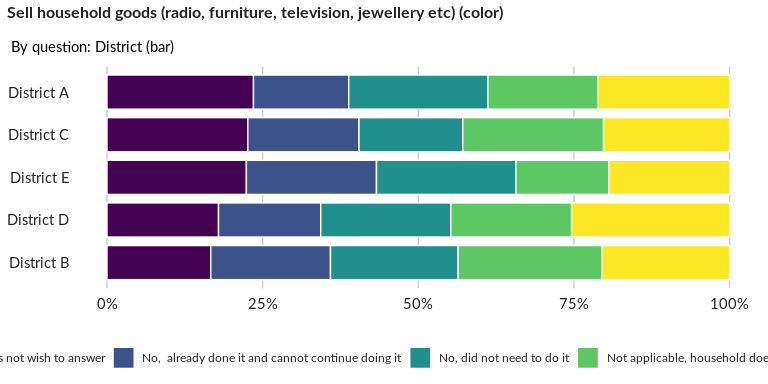 Sell household goods (radio, furniture, television, jewellery etc) (color)
By question: District (bar)
District A
District C
District E
District D
District B
0% 25% 50% 75% 100%
not wish to answer No, already done it and cannot continue doing it No, did not need to do it Not applicable, household